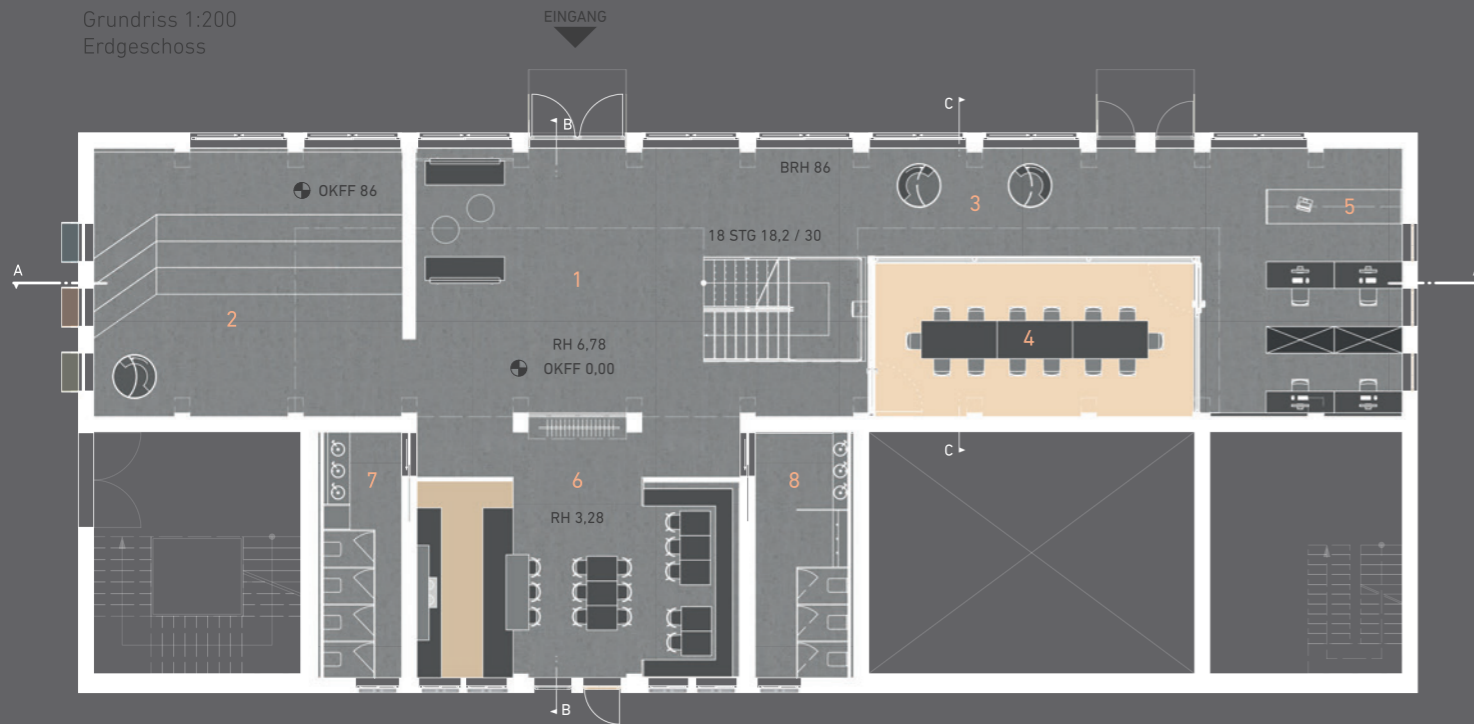 Grundriss 1:200
Erdgeschoss
EINGANG
B
C
BRH 86
OKFF 86
3
5
18 STG 18,2 / 30
A
1
2
4
RH 6,78
OKFF 0,00
C
7
6
8
RH 3,28
B